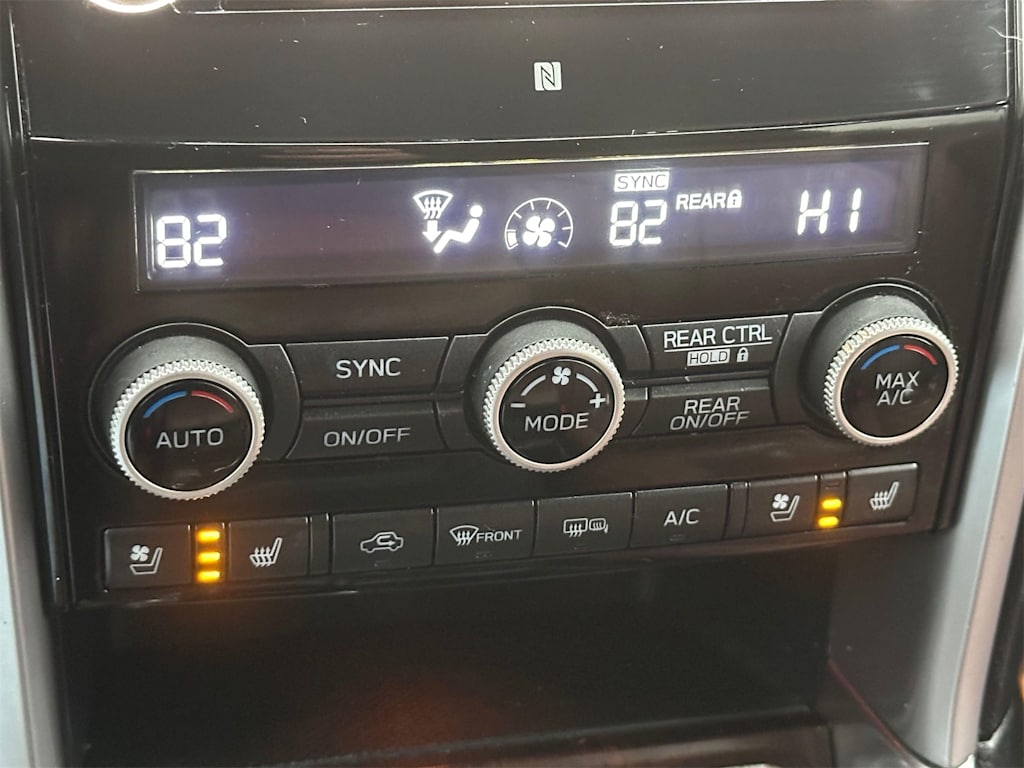 SYNC
82
82
REAR
HI
SYNC
REAR CTRL
HOLD
AUTO
ON/OFF
MODE
REAR
ON/OFF
MAX
A/C
FRONT
A/C